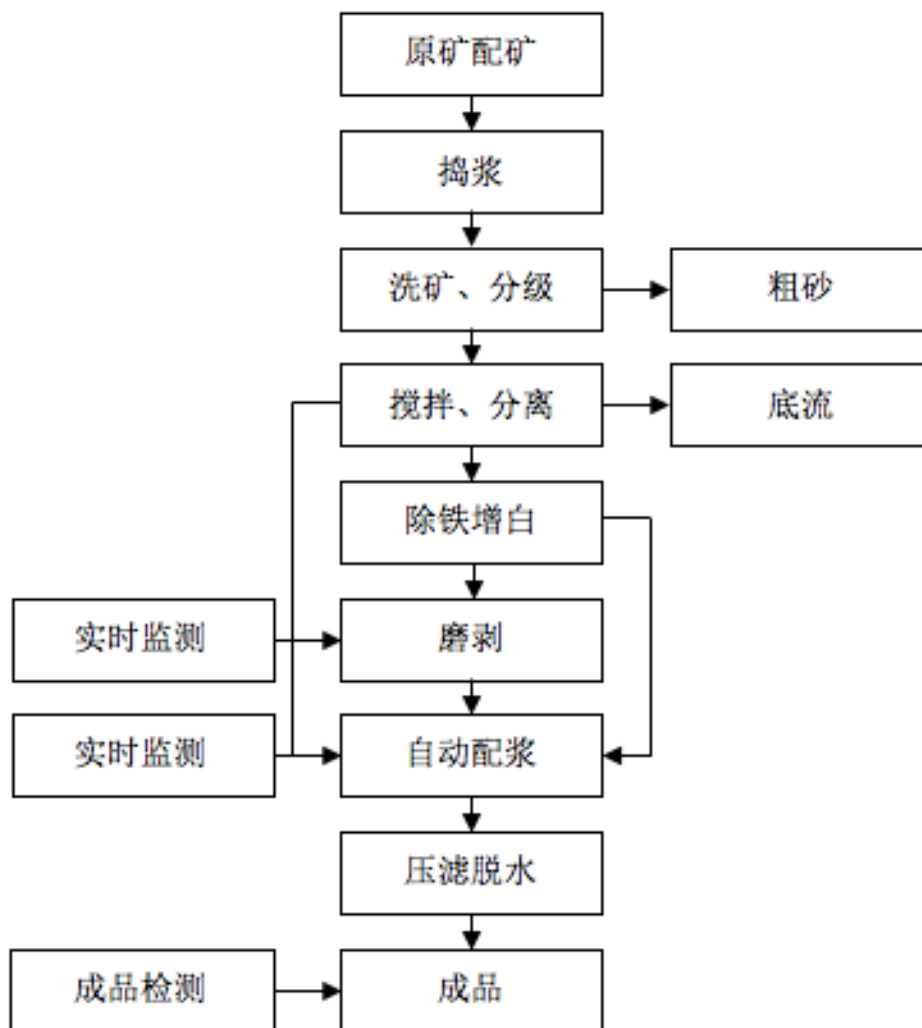 原矿配矿
捣浆
洗矿、分级
粗砂
搅拌、分离
底流
除铁增白
实时监测
磨剥
实时监测
自动配浆
压滤脱水
成品检测
成品